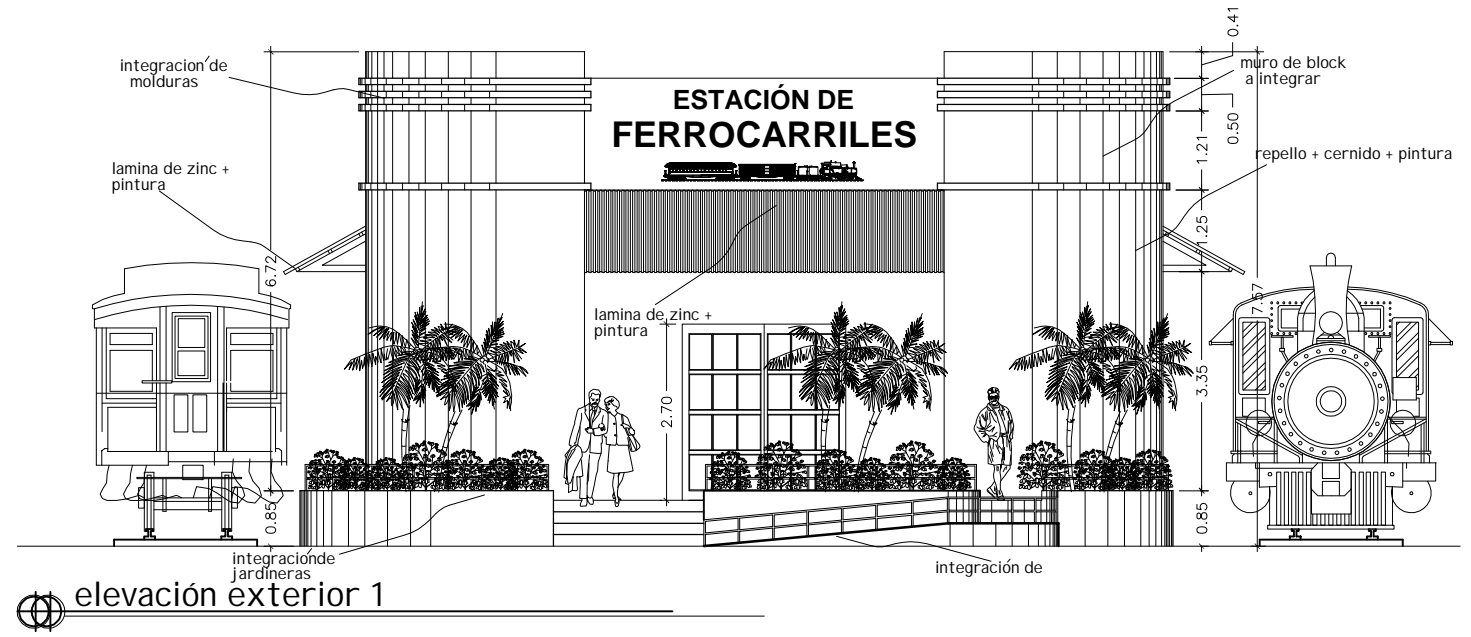 integracion de
molduras
ESTACIÓN DE
FERROCARRILES
muro de block
a integrar
0.41
0.50
1.21
repello + cernido + pintura
lamina de zinc +
pintura
1.25
6.72
7.57
lamina de zinc +
pintura
2.70
3.35
0.85
0.85
integraciónde
jardineras
integración de
elevación exterior 1